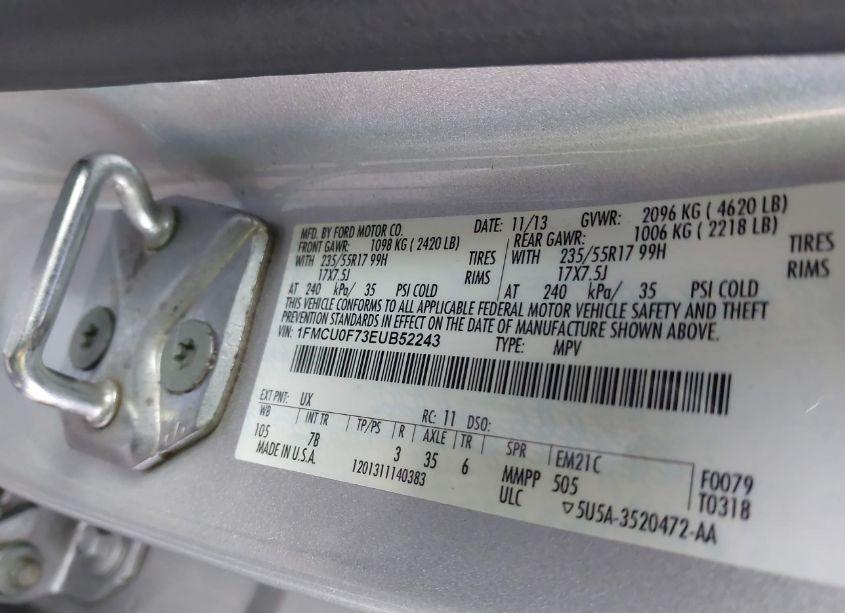 MFD. BY FORD MOTOR CO. DATE: 11/13 GVWR: 2096 KG ( 4620 LB)
FRONT GAWR: 1098 KG ( 2420 LB) REAR GAWR: 1006 KG ( 2218 LB)
WITH 235/55R17 99H TIRES WITH 235/55R17 99H TIRES
17X7.5J RIMS 17X7.5J RIMS
AT 240 kPa/ 35 PSI COLD AT 240 kPa/ 35 PSI COLD
THIS VEHICLE CONFORMS TO ALL APPLICABLE FEDERAL MOTOR VEHICLE SAFETY AND THEFT
PREVENTION STANDARDS IN EFFECT ON THE DATE OF MANUFACTURE SHOWN ABOVE.
VIN: 1FMCU0F73EUB52243 TYPE: MPV
EXT PNT: UX RC: 11 DSO:
WB INT TR TP/PS R AXLE TR SPR EM21C
105 7B 3 35 6 MMPP 505 F0079
MADE IN U.S.A. 1201311140383 ULC T0318
▽5U5A-3520472-AA